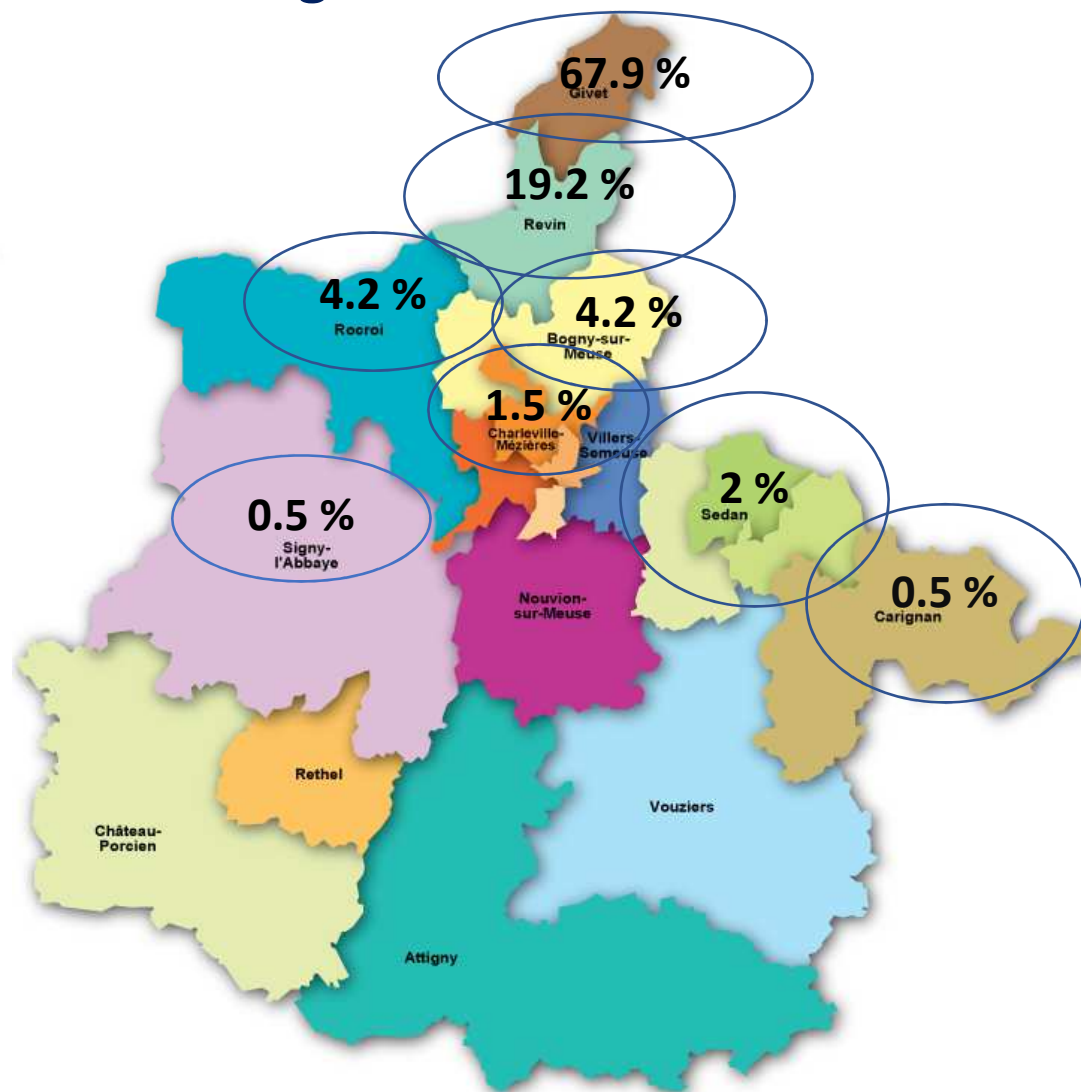 g
67.9 %
Givet
19.2 %
Revin
4.2 %
Rocroi
4.2 %
Bogny-sur-
Meuse
1.5 %
Charleville-
Mézières
Villers-
Semeuse
2 %
Sedan
0.5 %
Signy-
l'Abbaye
0.5 %
Carignan
Nouvion-
sur-Meuse
Rethel
Vouziers
Château-
Porcien
Attigny